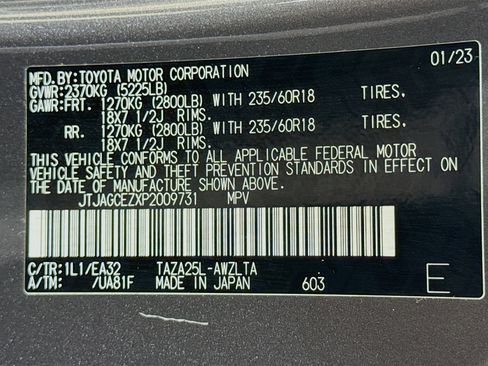 01/23
MFD.BY:TOYOTA MOTOR CORPORATION
GVWR:2370KG (5225LB)
GAWR:FRT. 1270KG (2800LB) WITH 235/60R18 TIRES,
18X7 1/2J RIMS.
RR. 1270KG (2800LB) WITH 235/60R18 TIRES,
18X7 1/2J RIMS.
THIS VEHICLE CONFORMS TO ALL APPLICABLE FEDERAL MOTOR
VEHICLE SAFETY AND THEFT PREVENTION STANDARDS IN EFFECT ON
THE DATE OF MANUFACTURE SHOWN ABOVE.
JTJAGCEZXP2009731 MPV
C/TR:1L1/EA32 TAZA25L-AWZLTA
A/TM: /UA81F MADE IN JAPAN 603 E